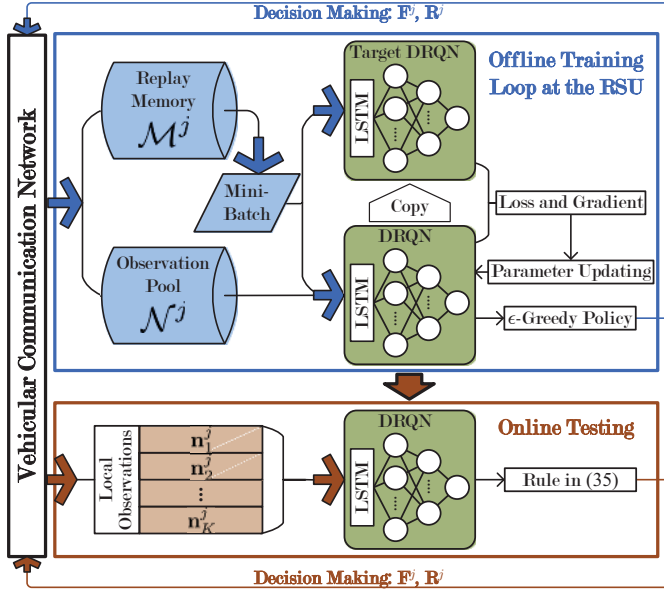 Decision Making: F^j, R^j
Vehicular Communication Network
Offline Training
Loop at the RSU
Replay
Memory
M^j
Mini-
Batch
Observation
Pool
N^j
Target DRQN
LSTM
Copy
DRQN
LSTM
Loss and Gradient
Parameter Updating
ϵ-Greedy Policy
Online Testing
Local
Observations
n_1^j
n_2^j
...
n_K^j
DRQN
LSTM
Rule in (35)
Decision Making: F^j, R^j